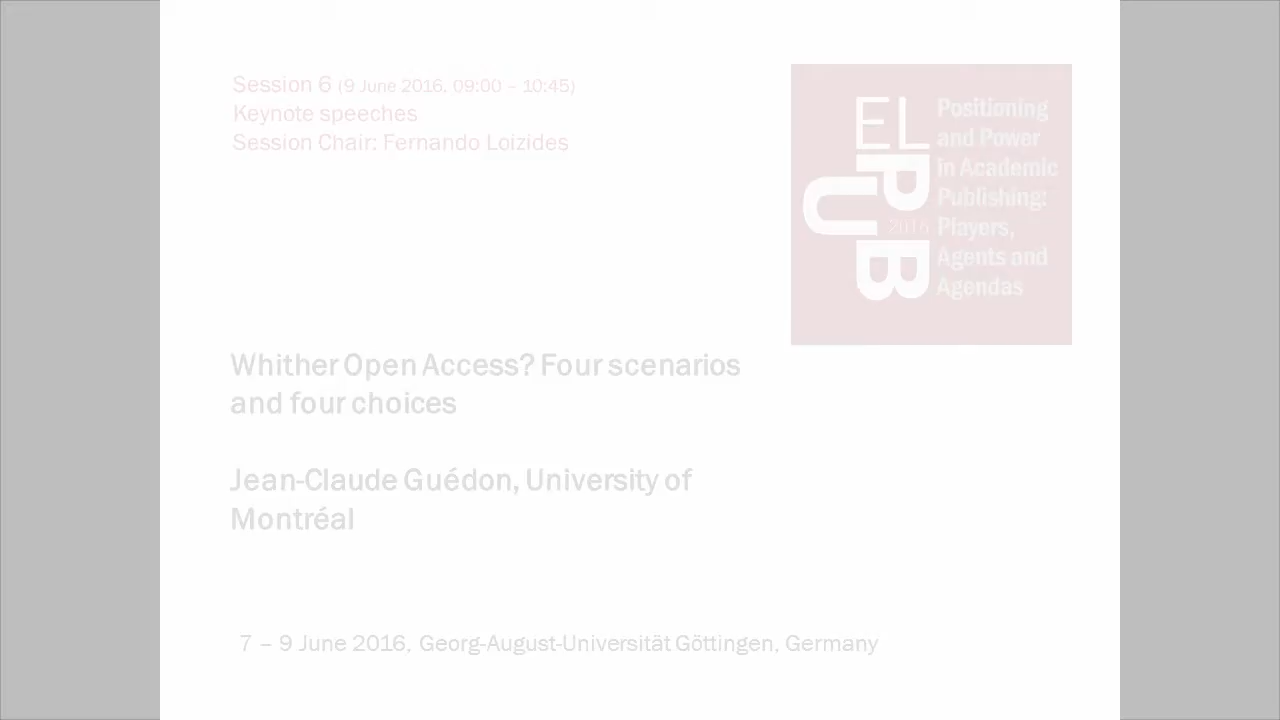 Session 6 (9 June 2016, 09:00 – 10:45)
Keynote speeches
Session Chair: Fernando Loizides
EL
PUB
2016
Positioning
and Power
in Academic
Publishing:
Players,
Agents and
Agendas
Whither Open Access? Four scenarios
and four choices
Jean-Claude Guédon, University of
Montréal
7 – 9 June 2016, Georg-August-Universität Göttingen, Germany